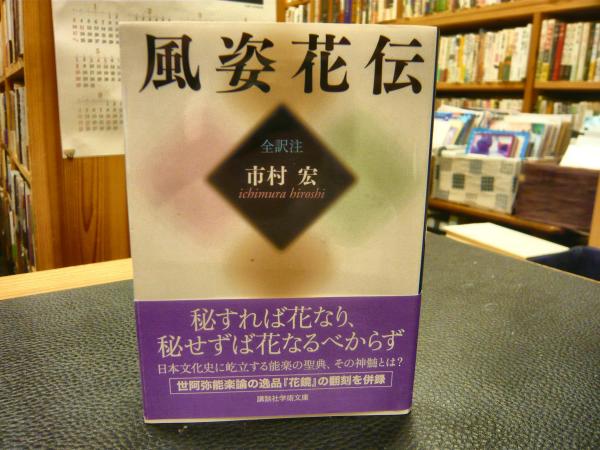 風姿花伝
全訳注
市村 宏
ichimura hiroshi
秘すれば花なり、
秘せずば花なるべからず
日本文化史に屹立する能楽の聖典、その神髄とは?
世阿弥能楽論の逸品『花鏡』の翻刻を併録
講談社学術文庫